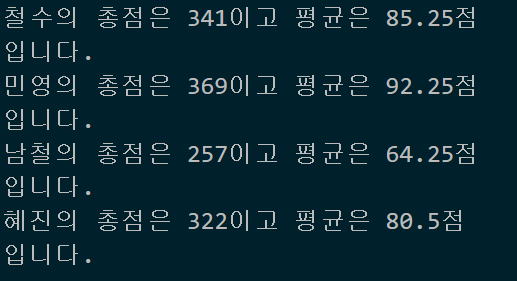 철수의 총점은 341이고 평균은 85.25점
입니다.
민영의 총점은 369이고 평균은 92.25점
입니다.
남철의 총점은 257이고 평균은 64.25점
입니다.
혜진의 총점은 322이고 평균은 80.5점
입니다.